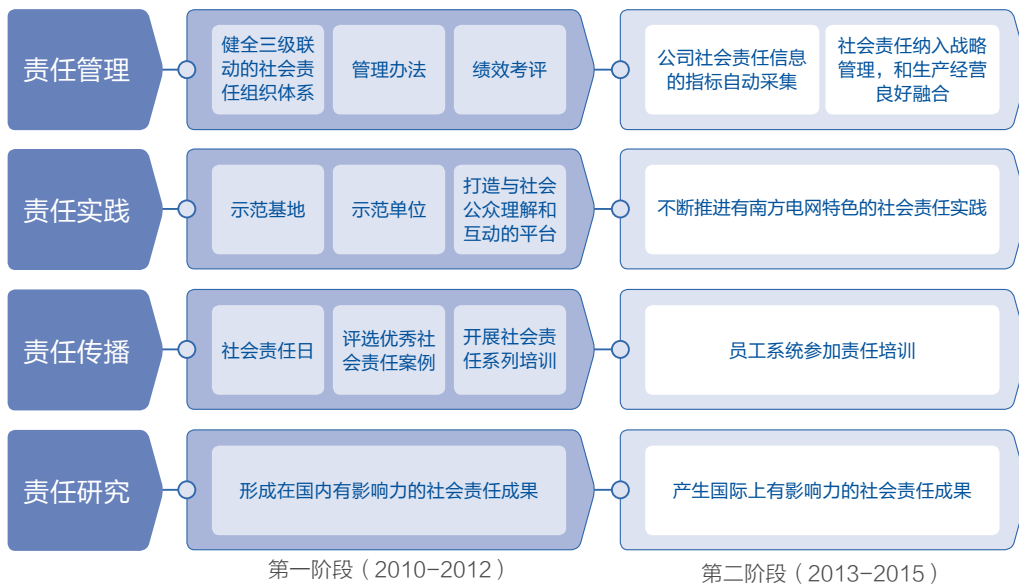 责任管理
健全三级联
动的社会责
任组织体系
管理办法
绩效考评
公司社会责任信息
的指标自动采集
社会责任纳入战略
管理，和生产经营
良好融合
责任实践
示范基地
示范单位
打造与社会
公众理解和
互动的平台
不断推进有南方电网特色的社会责任实践
责任传播
社会责任日
评选优秀社
会责任案例
开展社会责
任系列培训
员工系统参加责任培训
责任研究
形成在国内有影响力的社会责任成果
产生国际上有影响力的社会责任成果
第一阶段（2010-2012）
第二阶段（2013-2015）